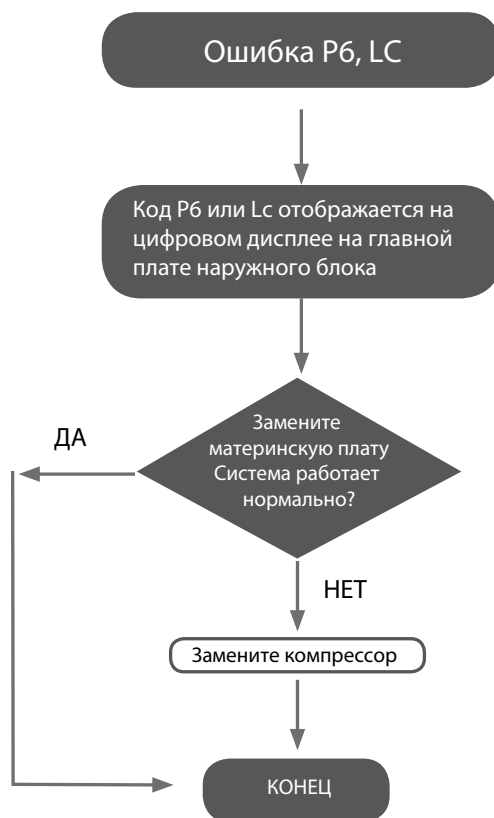 Ошибка P6, LC
Код P6 или Lc отображается на
цифровом дисплее на главной
плате наружного блока
Замените
материнскую плату
Система работает
нормально?
ДА
НЕТ
Замените компрессор
КОНЕЦ